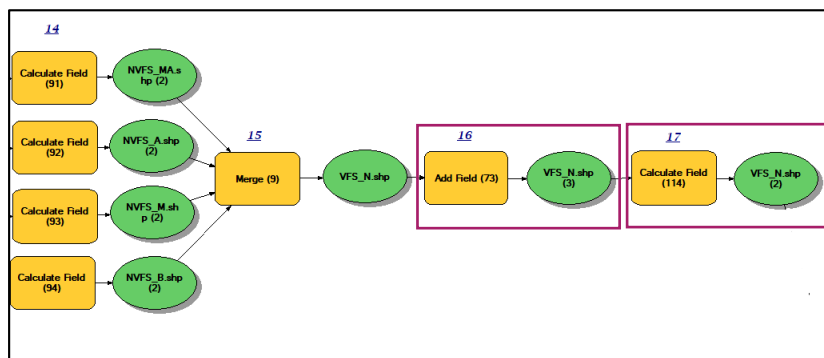 14
Calculate Field
(91)
NVFS_MA.s
hp (2)
Calculate Field
(92)
NVFS_A.shp
(2)
Calculate Field
(93)
NVFS_M.sh
p (2)
Calculate Field
(94)
NVFS_B.shp
(2)
15
Merge (9)
VFS_N.shp
16
Add Field (73)
VFS_N.shp
(3)
17
Calculate Field
(114)
VFS_N.shp
(2)